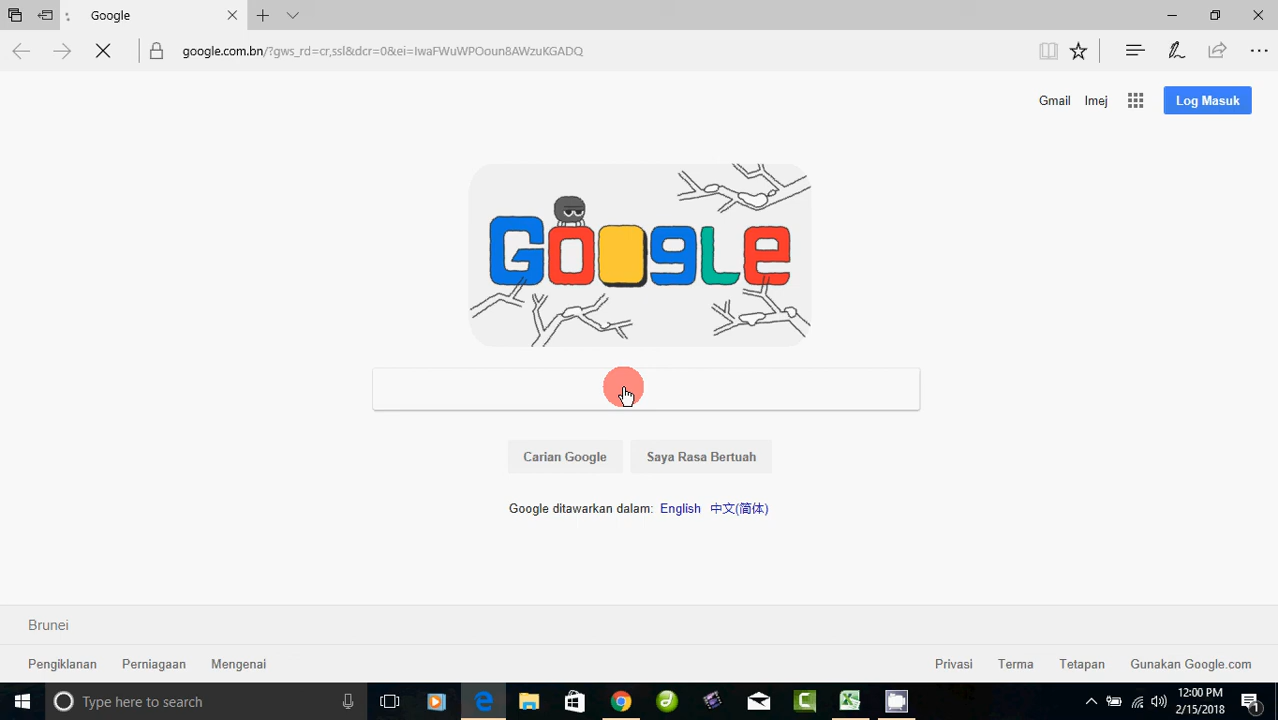 Google
google.com.bn/?gws_rd=cr,ssl&dcr=0&ei=IwaFWuWPOoun8AWzuKGADQ
Gmail Imej Log Masuk
Google
Carian Google Saya Rasa Bertuah
Google ditawarkan dalam: English 中文(简体)
Brunei
Pengiklanan Perniagaan Mengenai Privasi Terma Tetapan Gunakan Google.com
Type here to search
12:00 PM
2/15/2018
1